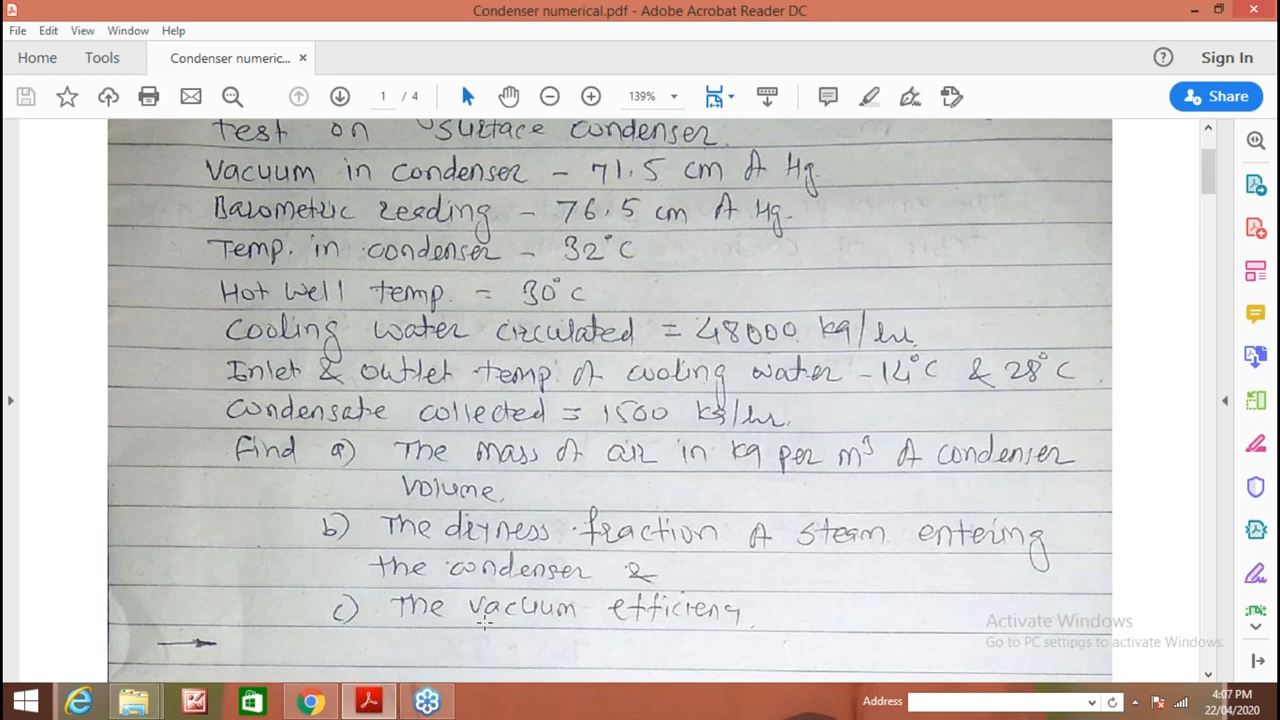 Condenser numerical.pdf - Adobe Acrobat Reader DC
File Edit View Window Help
Home Tools Condenser numeric... × ? Sign In
1 / 4 139% Share
Test on Surface condenser.
Vacuum in condenser - 71.5 cm of Hg.
Barometric reading - 76.5 cm of Hg.
Temp. in condenser - 32°C
Hot well temp. = 30°C
Cooling water circulated = 48000 kg/hr.
Inlet & outlet temp of cooling water - 14°C & 28°C.
Condensate collected = 1500 kg/hr.
Find a) The mass of air in kg per m³ of condenser
volume.
b) The dryness fraction of steam entering
the condenser &
c) The vacuum efficiency.
Activate Windows
Go to PC settings to activate Windows.
Address
4:07 PM
22/04/2020